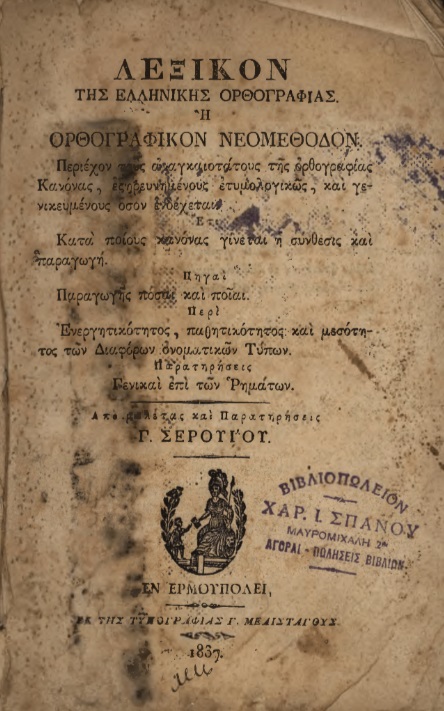 ΛΕΞΙΚΟΝ
ΤΗΣ ΕΛΛΗΝΙΚΗΣ ΟΡΘΟΓΡΑΦΙΑΣ.
Ἢ
ΟΡΘΟΓΡΑΦΙΚΟΝ ΝΕΟΜΕΘΟΔΟΝ.
Περιέχον τοὺς ἀναγκαιοτάτους τῆς ὀρθογραφίας
Κανόνας, ἐξηρευνημένους ἐτυμολογικῶς, καὶ γε-
νικευμένους ὅσον ἐνδέχεται.
Ἔτι
Κατὰ ποίους κανόνας γίνεται ἡ σύνθεσις καὶ
παραγωγή.
Πηγαὶ
Παραγωγῆς πόσαι καὶ ποῖαι.
Περὶ
Ἐνεργητικότητος, παθητικότητος καὶ μεσότη-
τος τῶν Διαφόρων ὀνοματικῶν Τύπων.
Παρατηρήσεις
Γενικαὶ ἐπὶ τῶν Ῥημάτων.
καὶ Παρατηρήσεις
Γ. ΣΕΡΟΥΓΟΥ.
ΒΙΒΛΙΟΠΩΛΕΙΟΝ
ΧΑΡ. Ι. ΣΠΑΝΟΥ
ΜΑΥΡΟΜΙΧΑΛΗ 2
ΑΓΟΡΑΙ - ΠΩΛΗΣΕΙΣ ΒΙΒΛΙΩΝ
ΕΝ ΕΡΜΟΥΠΟΛΕΙ,
ΕΚ ΤΗΣ ΤΥΠΟΓΡΑΦΙΑΣ Γ. ΜΕΛΙΣΤΑΓΟΥΣ.
1837.